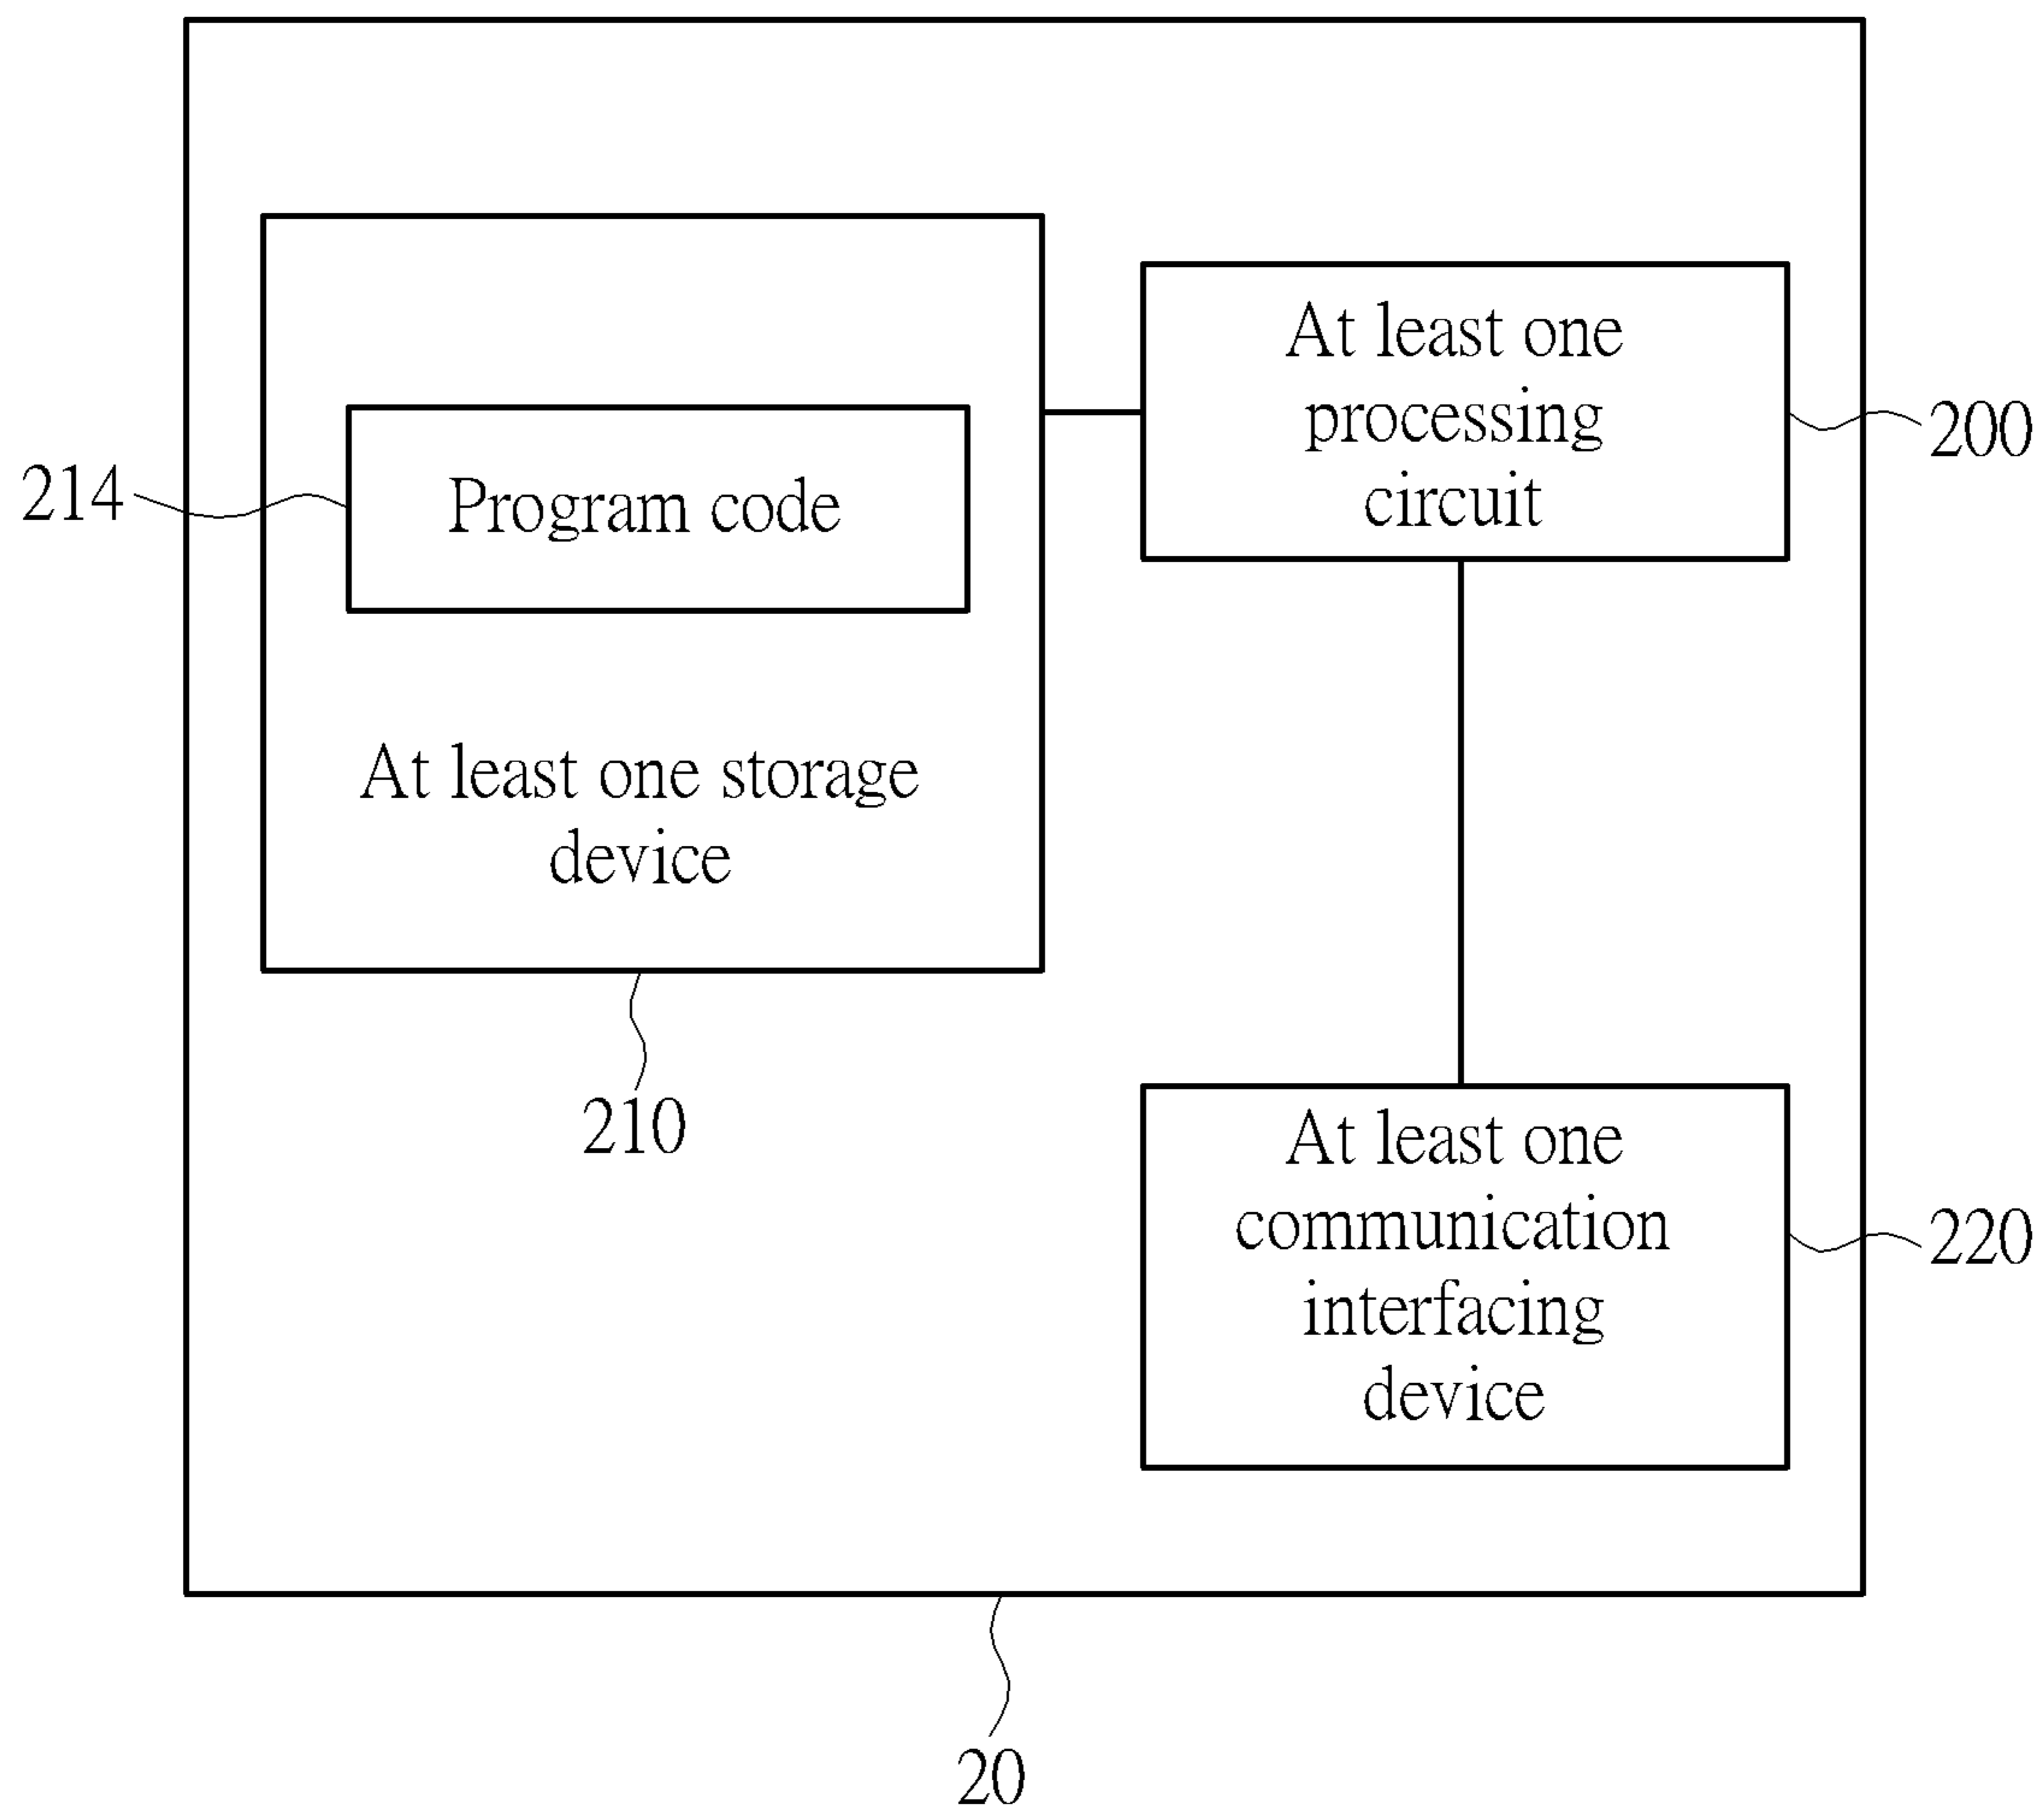 At least one
processing
circuit
200
214
Program code
At least one storage
device
210
At least one
communication
interfacing
device
220
20